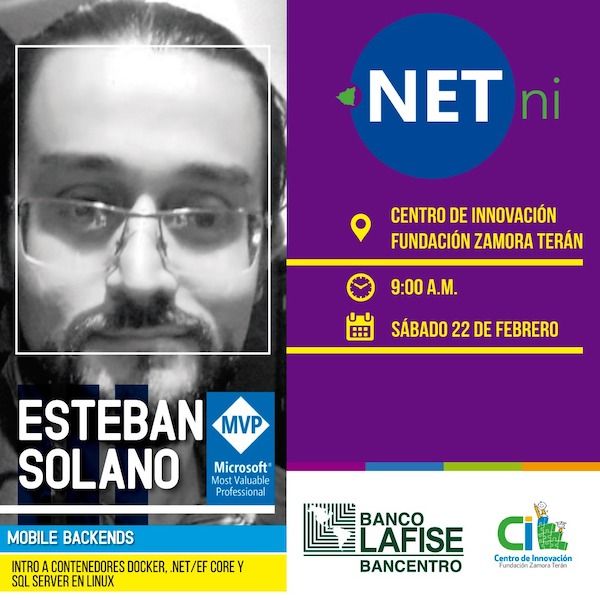 .NET ni
CENTRO DE INNOVACIÓN
FUNDACIÓN ZAMORA TERÁN
9:00 A.M.
SÁBADO 22 DE FEBRERO
ESTEBAN
SOLANO
MVP
Microsoft®
Most Valuable
Professional
MOBILE BACKENDS
INTRO A CONTENEDORES DOCKER, .NET/EF CORE Y
SQL SERVER EN LINUX
BANCO
LAFISE
BANCENTRO
Ci
Centro de Innovación
Fundación Zamora Terán